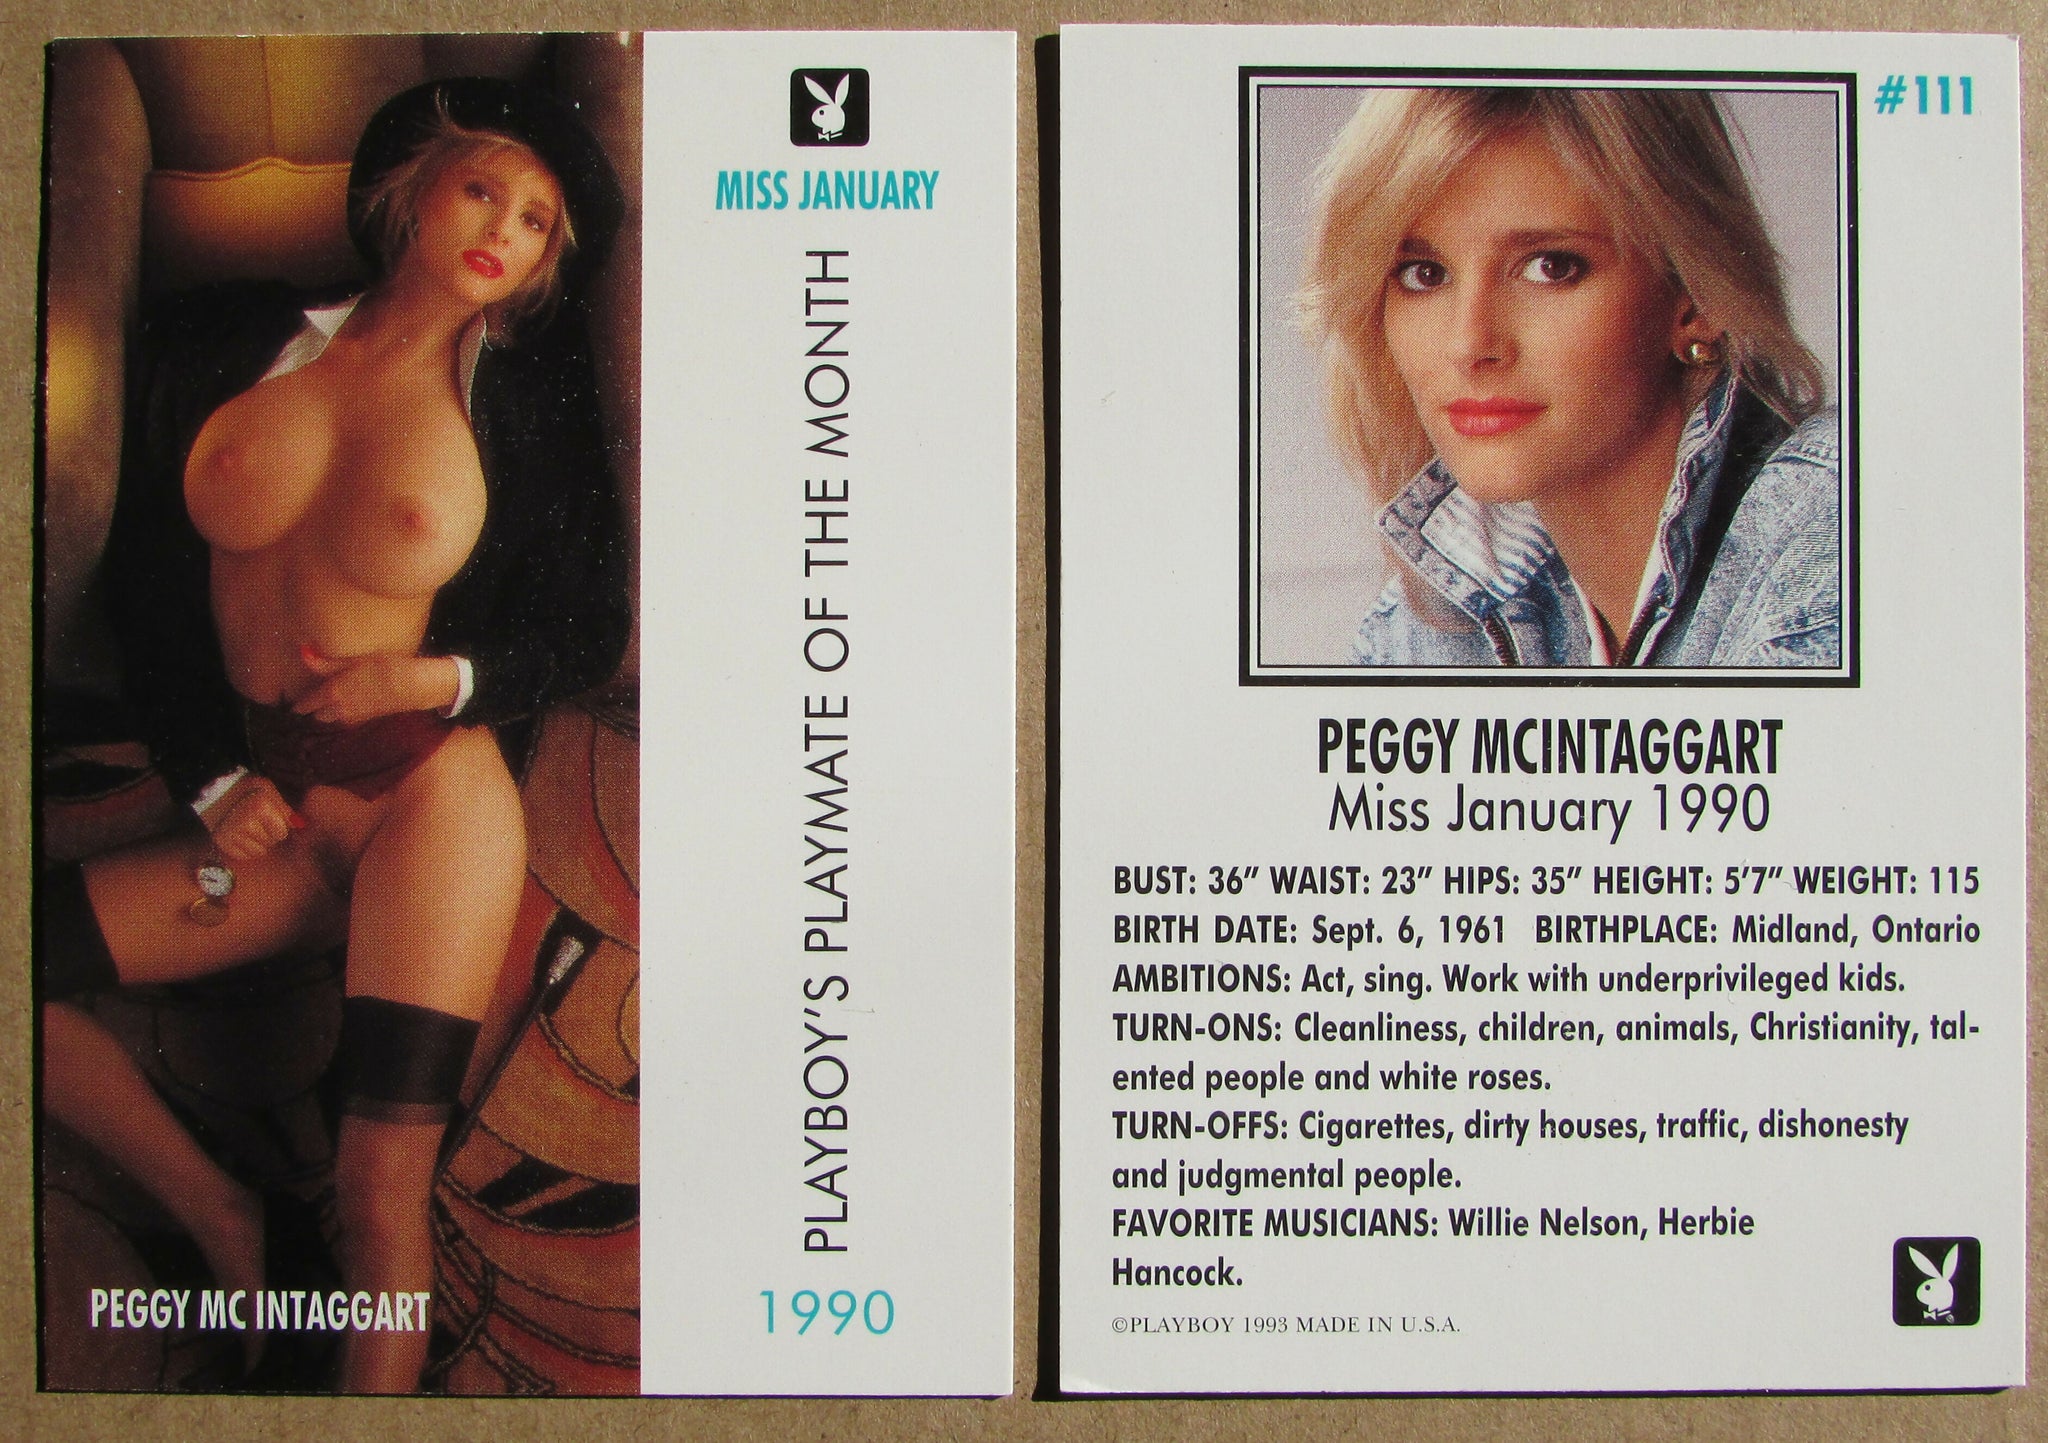 MISS JANUARY
PLAYBOY'S PLAYMATE OF THE MONTH
1990
PEGGY MC INTAGGART
#111
PEGGY MCINTAGGART
Miss January 1990
BUST: 36" WAIST: 23" HIPS: 35" HEIGHT: 5'7" WEIGHT: 115
BIRTH DATE: Sept. 6, 1961 BIRTHPLACE: Midland, Ontario
AMBITIONS: Act, sing. Work with underprivileged kids.
TURN-ONS: Cleanliness, children, animals, Christianity, tal-
ented people and white roses.
TURN-OFFS: Cigarettes, dirty houses, traffic, dishonesty
and judgmental people.
FAVORITE MUSICIANS: Willie Nelson, Herbie
Hancock.
©PLAYBOY 1993 MADE IN U.S.A.